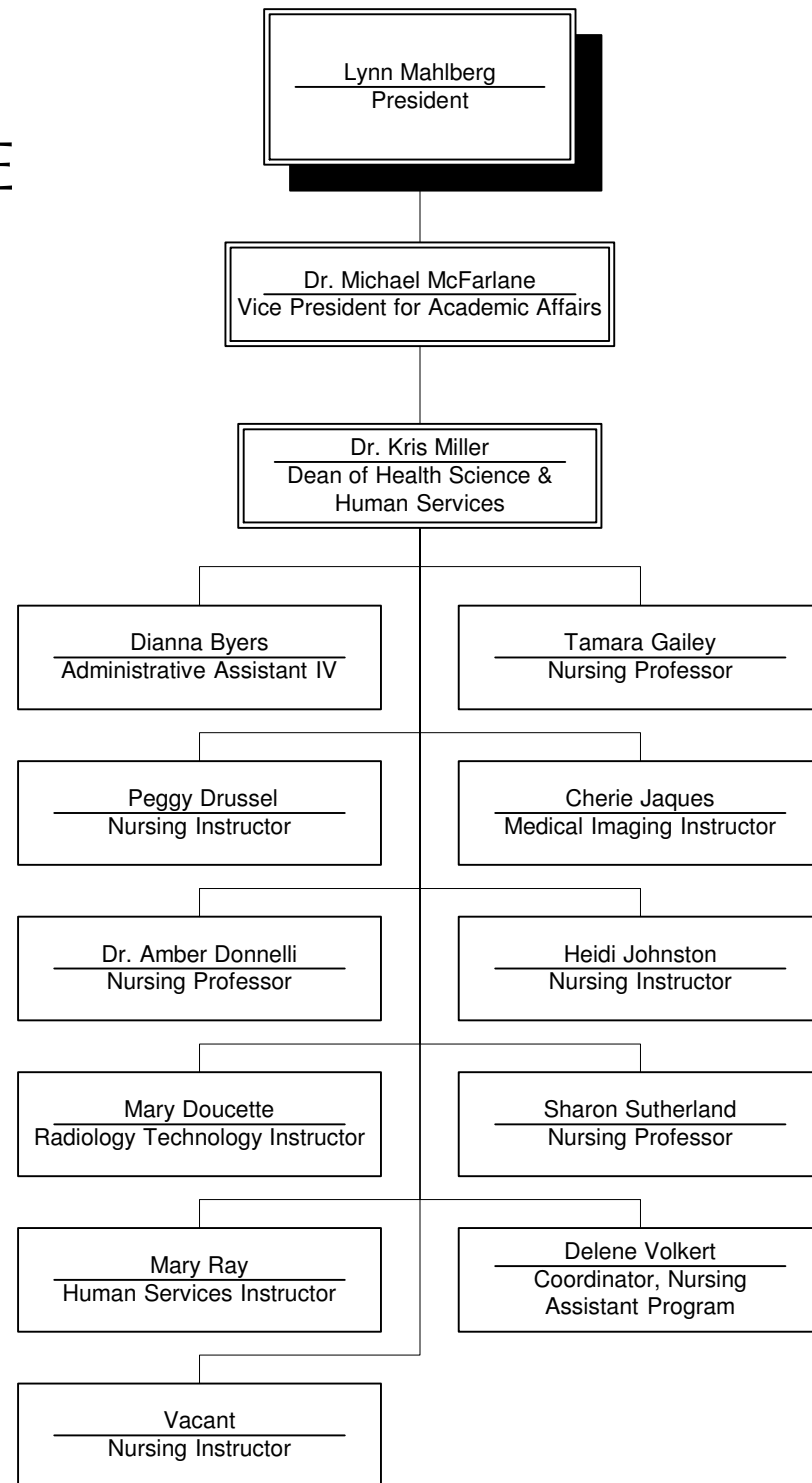 Lynn Mahlberg
President
Dr. Michael McFarlane
Vice President for Academic Affairs
Dr. Kris Miller
Dean of Health Science &
Human Services
Dianna Byers
Administrative Assistant IV
Tamara Gailey
Nursing Professor
Peggy Drussel
Nursing Instructor
Cherie Jaques
Medical Imaging Instructor
Dr. Amber Donnelli
Nursing Professor
Heidi Johnston
Nursing Instructor
Mary Doucette
Radiology Technology Instructor
Sharon Sutherland
Nursing Professor
Mary Ray
Human Services Instructor
Delene Volkert
Coordinator, Nursing
Assistant Program
Vacant
Nursing Instructor